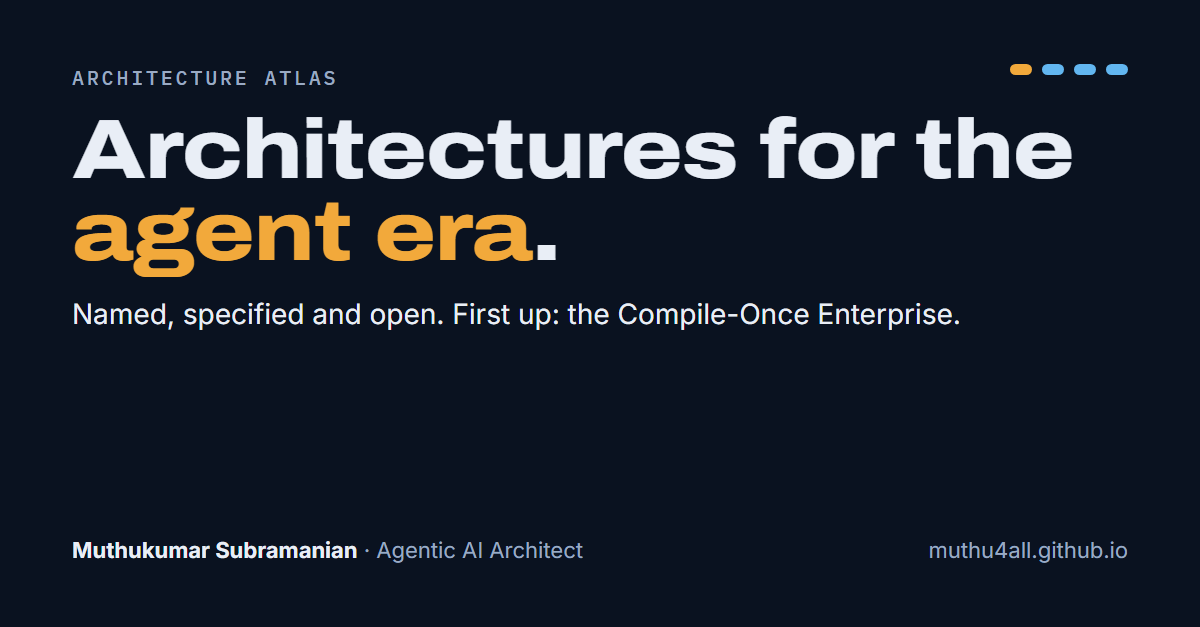 ARCHITECTURE ATLAS
Architectures for the
agent era.
Named, specified and open. First up: the Compile-Once Enterprise.
Muthukumar Subramanian · Agentic AI Architect
muthu4all.github.io